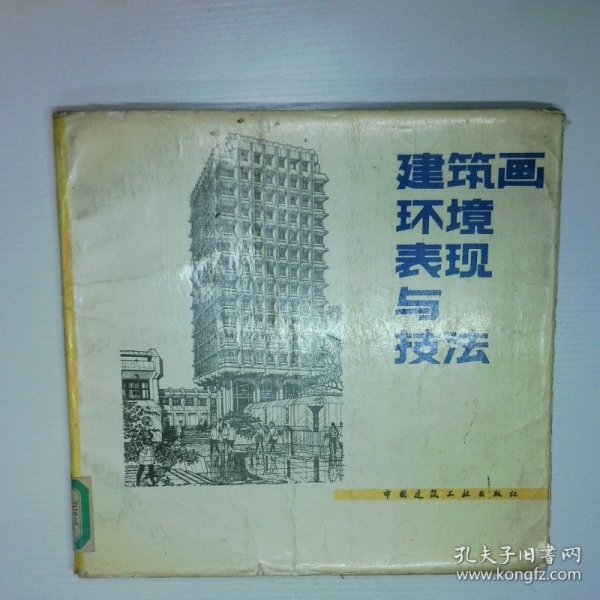 建筑画
环境
表现
与
技法
中国建筑工业出版社
孔夫子旧书网
www.kongfz.com